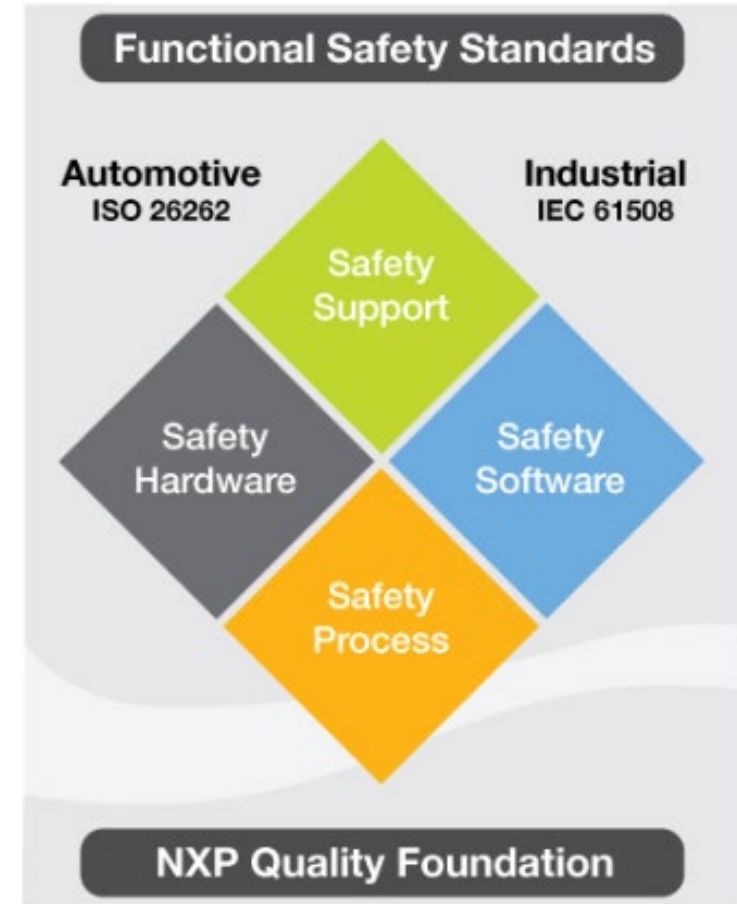 Functional Safety Standards
Automotive
ISO 26262
Industrial
IEC 61508
Safety
Support
Safety
Hardware
Safety
Software
Safety
Process
NXP Quality Foundation